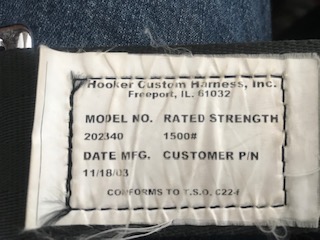 Hooker Custom Harness, Inc.
Freeport, IL. 61032
MODEL NO. RATED STRENGTH
202340 1500#
DATE MFG. CUSTOMER P/N
11/18/03
CONFORMS TO T.S.O. C22-f